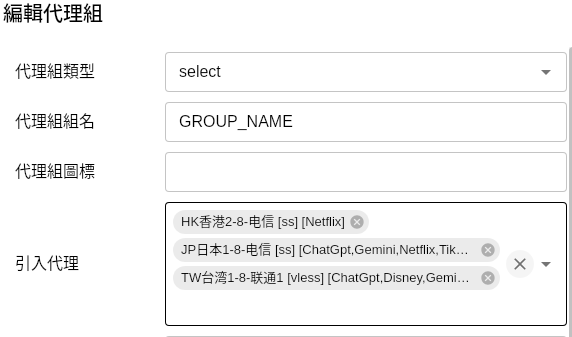 編輯代理組
代理組類型
select
代理組組名
GROUP_NAME
代理組圖標
引入代理
HK香港2-8-电信 [ss] [Netflix]
JP日本1-8-电信 [ss] [ChatGpt,Gemini,Netflix,Tik...
TW台湾1-8-联通1 [vless] [ChatGpt,Disney,Gemi...